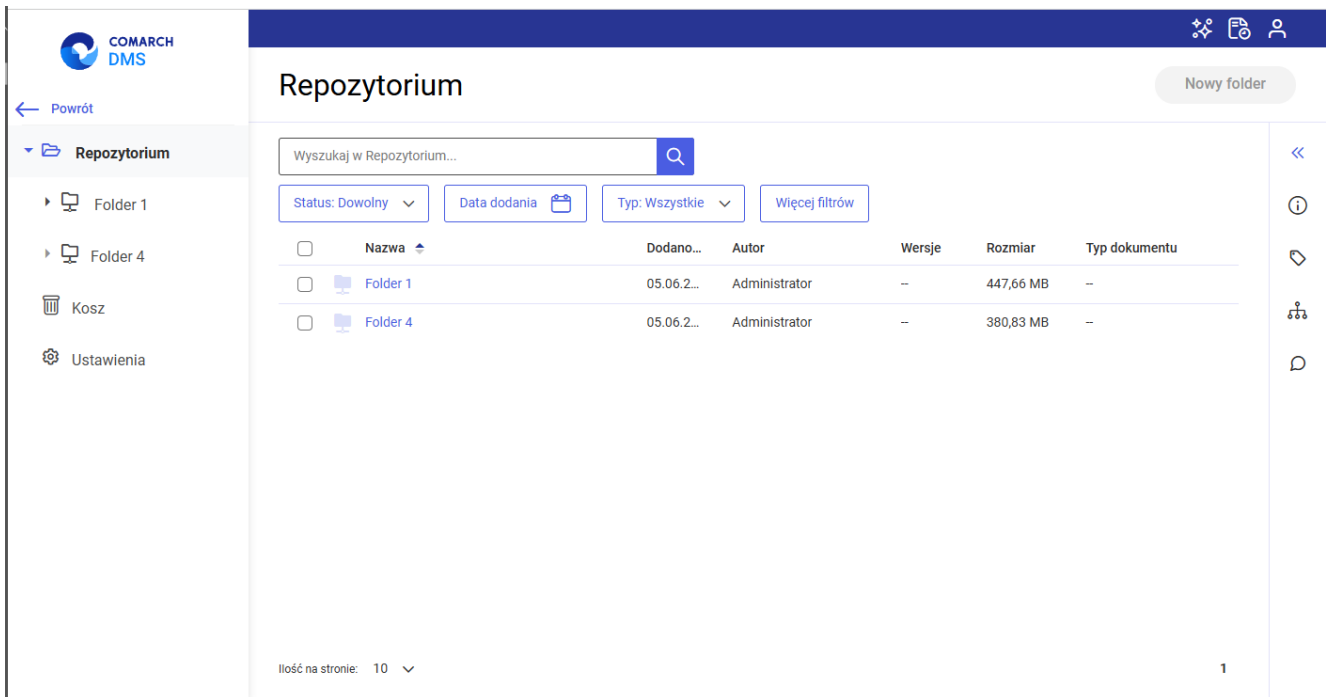 COMARCH
DMS
Powrót
Repozytorium
Nowy folder
Repozytorium
Folder 1
Folder 4
Kosz
Ustawienia
Wyszukaj w Repozytorium...
Status: Dowolny
Data dodania
Typ: Wszystkie
Więcej filtrów
Nazwa Dodano... Autor Wersje Rozmiar Typ dokumentu
Folder 1 05.06.2... Administrator -- 447,66 MB --
Folder 4 05.06.2... Administrator -- 380,83 MB --
Ilość na stronie: 10 1